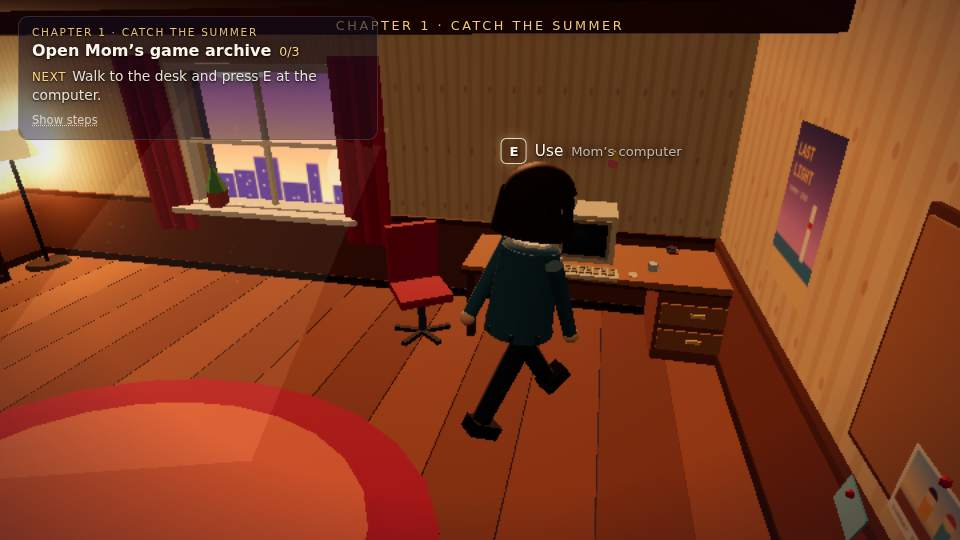 CHAPTER 1 · CATCH THE SUMMER
CHAPTER 1 · CATCH THE SUMMER
Open Mom’s game archive 0/3
NEXT Walk to the desk and press E at the
computer.
Show steps
E Use Mom’s computer
LAST
LIGHT